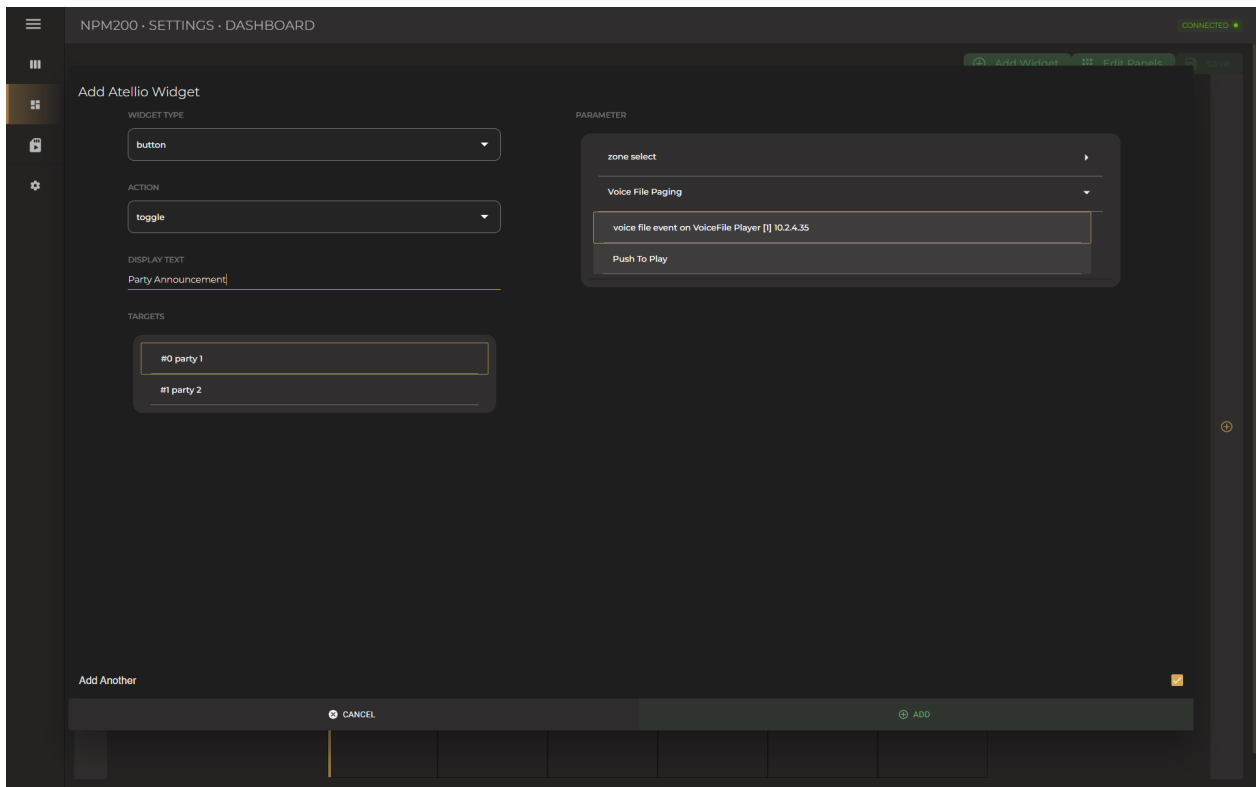 NPM200 · SETTINGS · DASHBOARD
CONNECTED
Add Widget
Edit Panels
SAVE
Add Atellio Widget
WIDGET TYPE
button
ACTION
toggle
DISPLAY TEXT
Party Announcement
TARGETS
#0 party 1
#1 party 2
PARAMETER
zone select
Voice File Paging
voice file event on VoiceFile Player [1] 10.2.4.35
Push To Play
Add Another
CANCEL
ADD